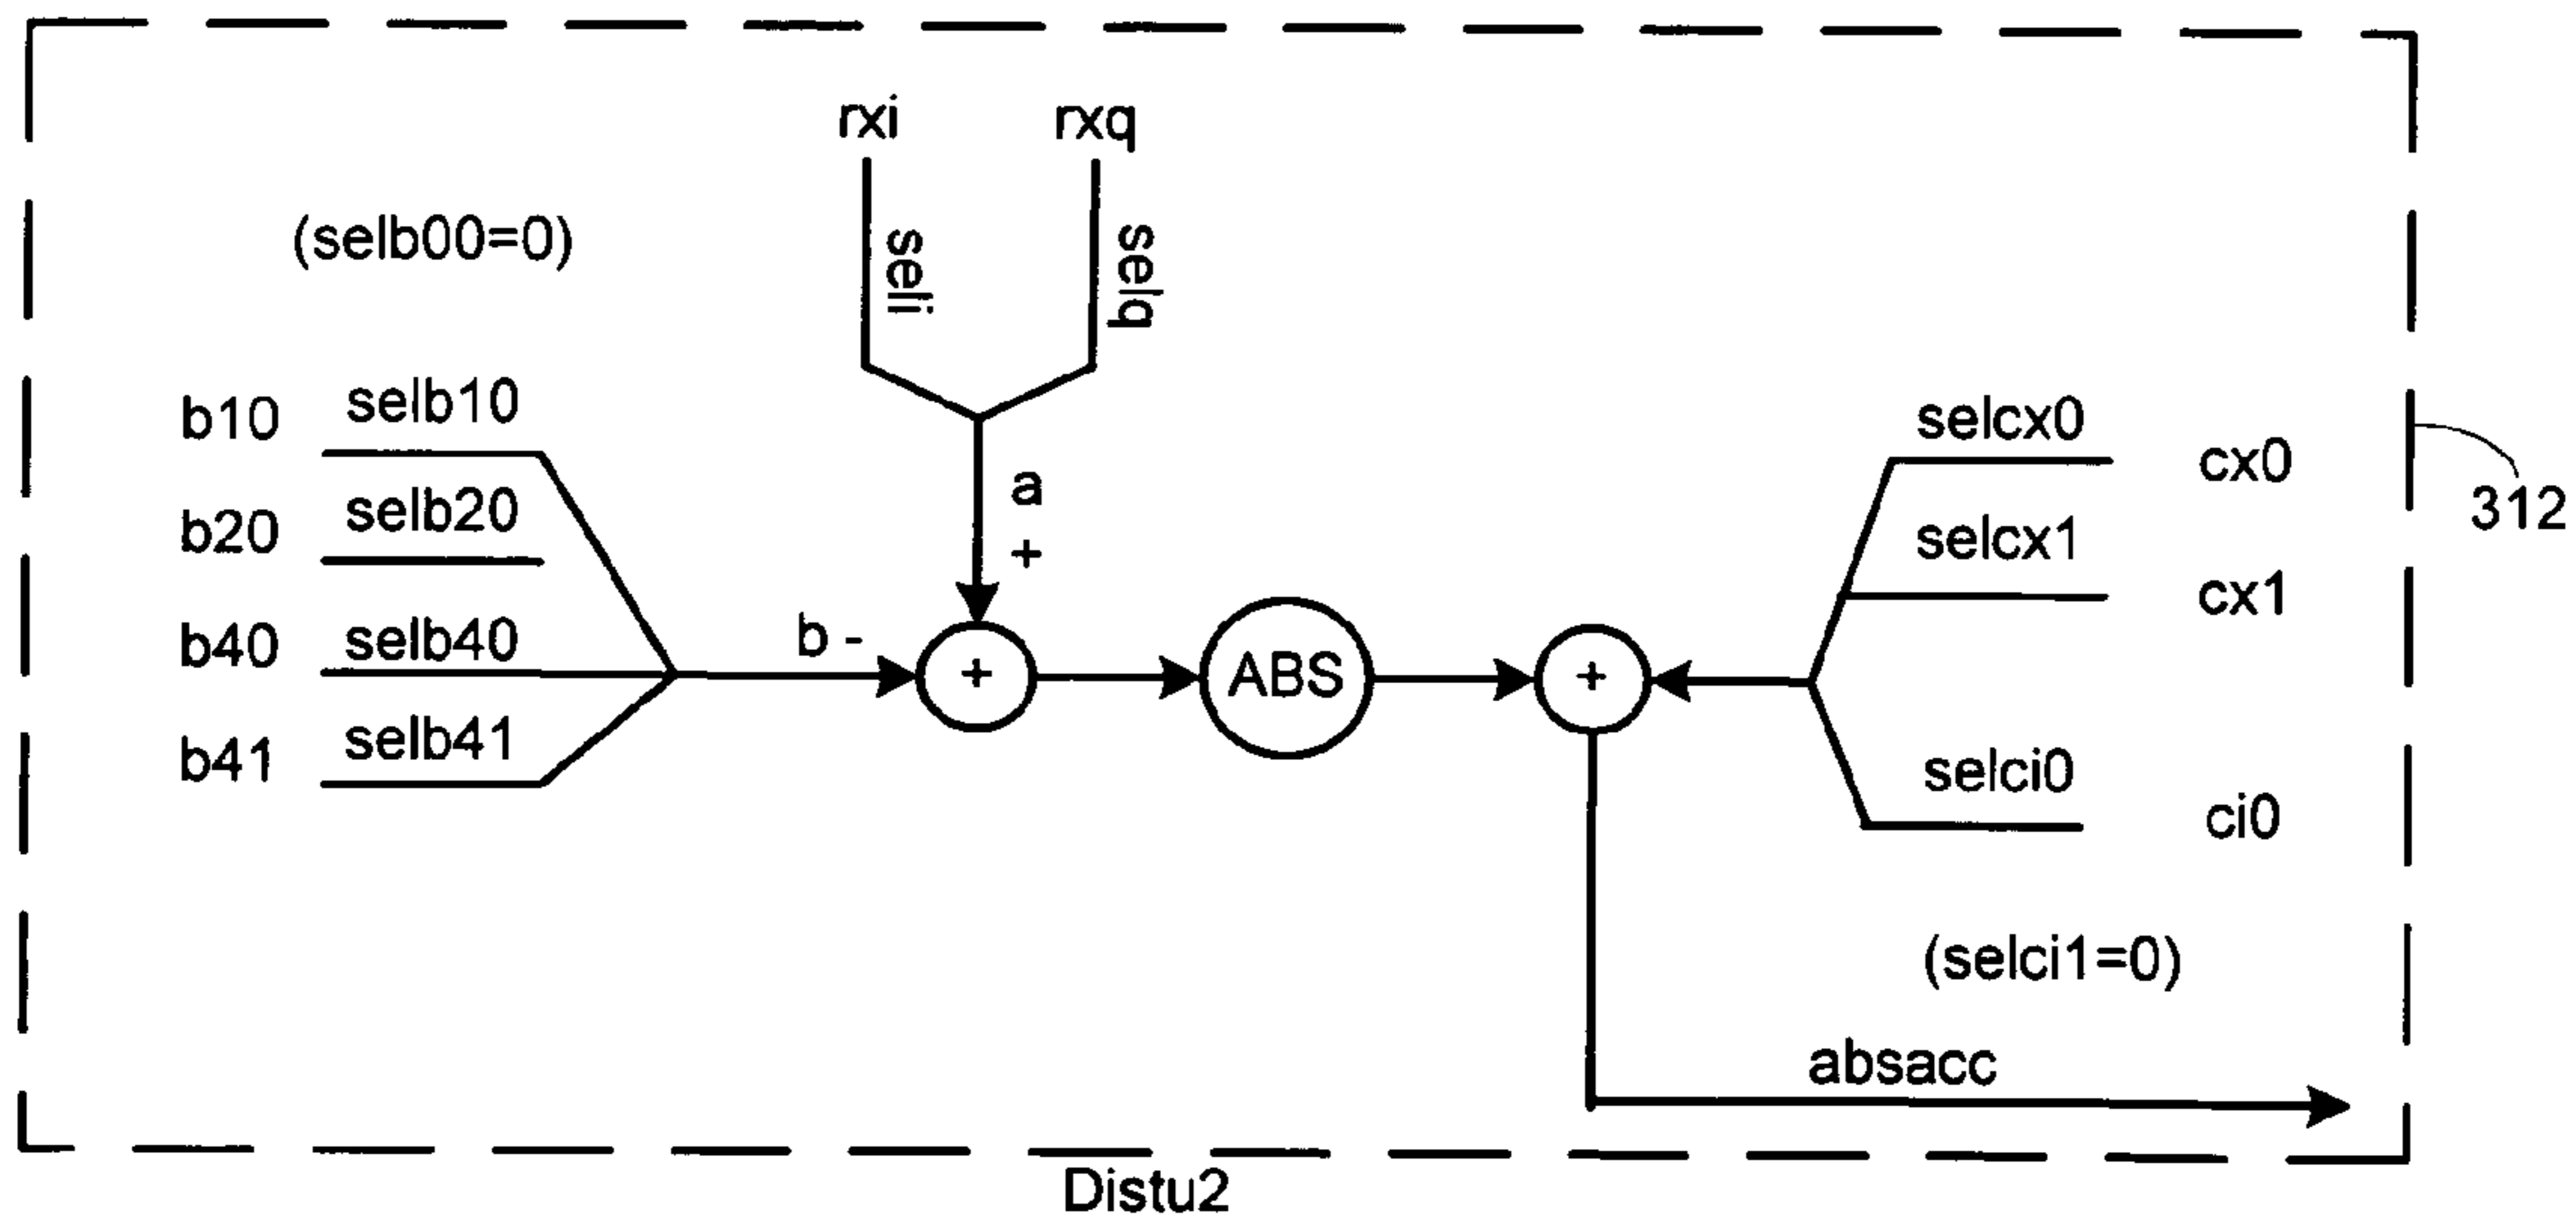 rxi rxq
(selb00=0)
seli selq
b10 selb10
b20 selb20
b40 selb40
b41 selb41
a
+
b -
+
ABS
+
selcx0 cx0
selcx1 cx1
selci0 ci0
312
(selci1=0)
absacc
Distu2